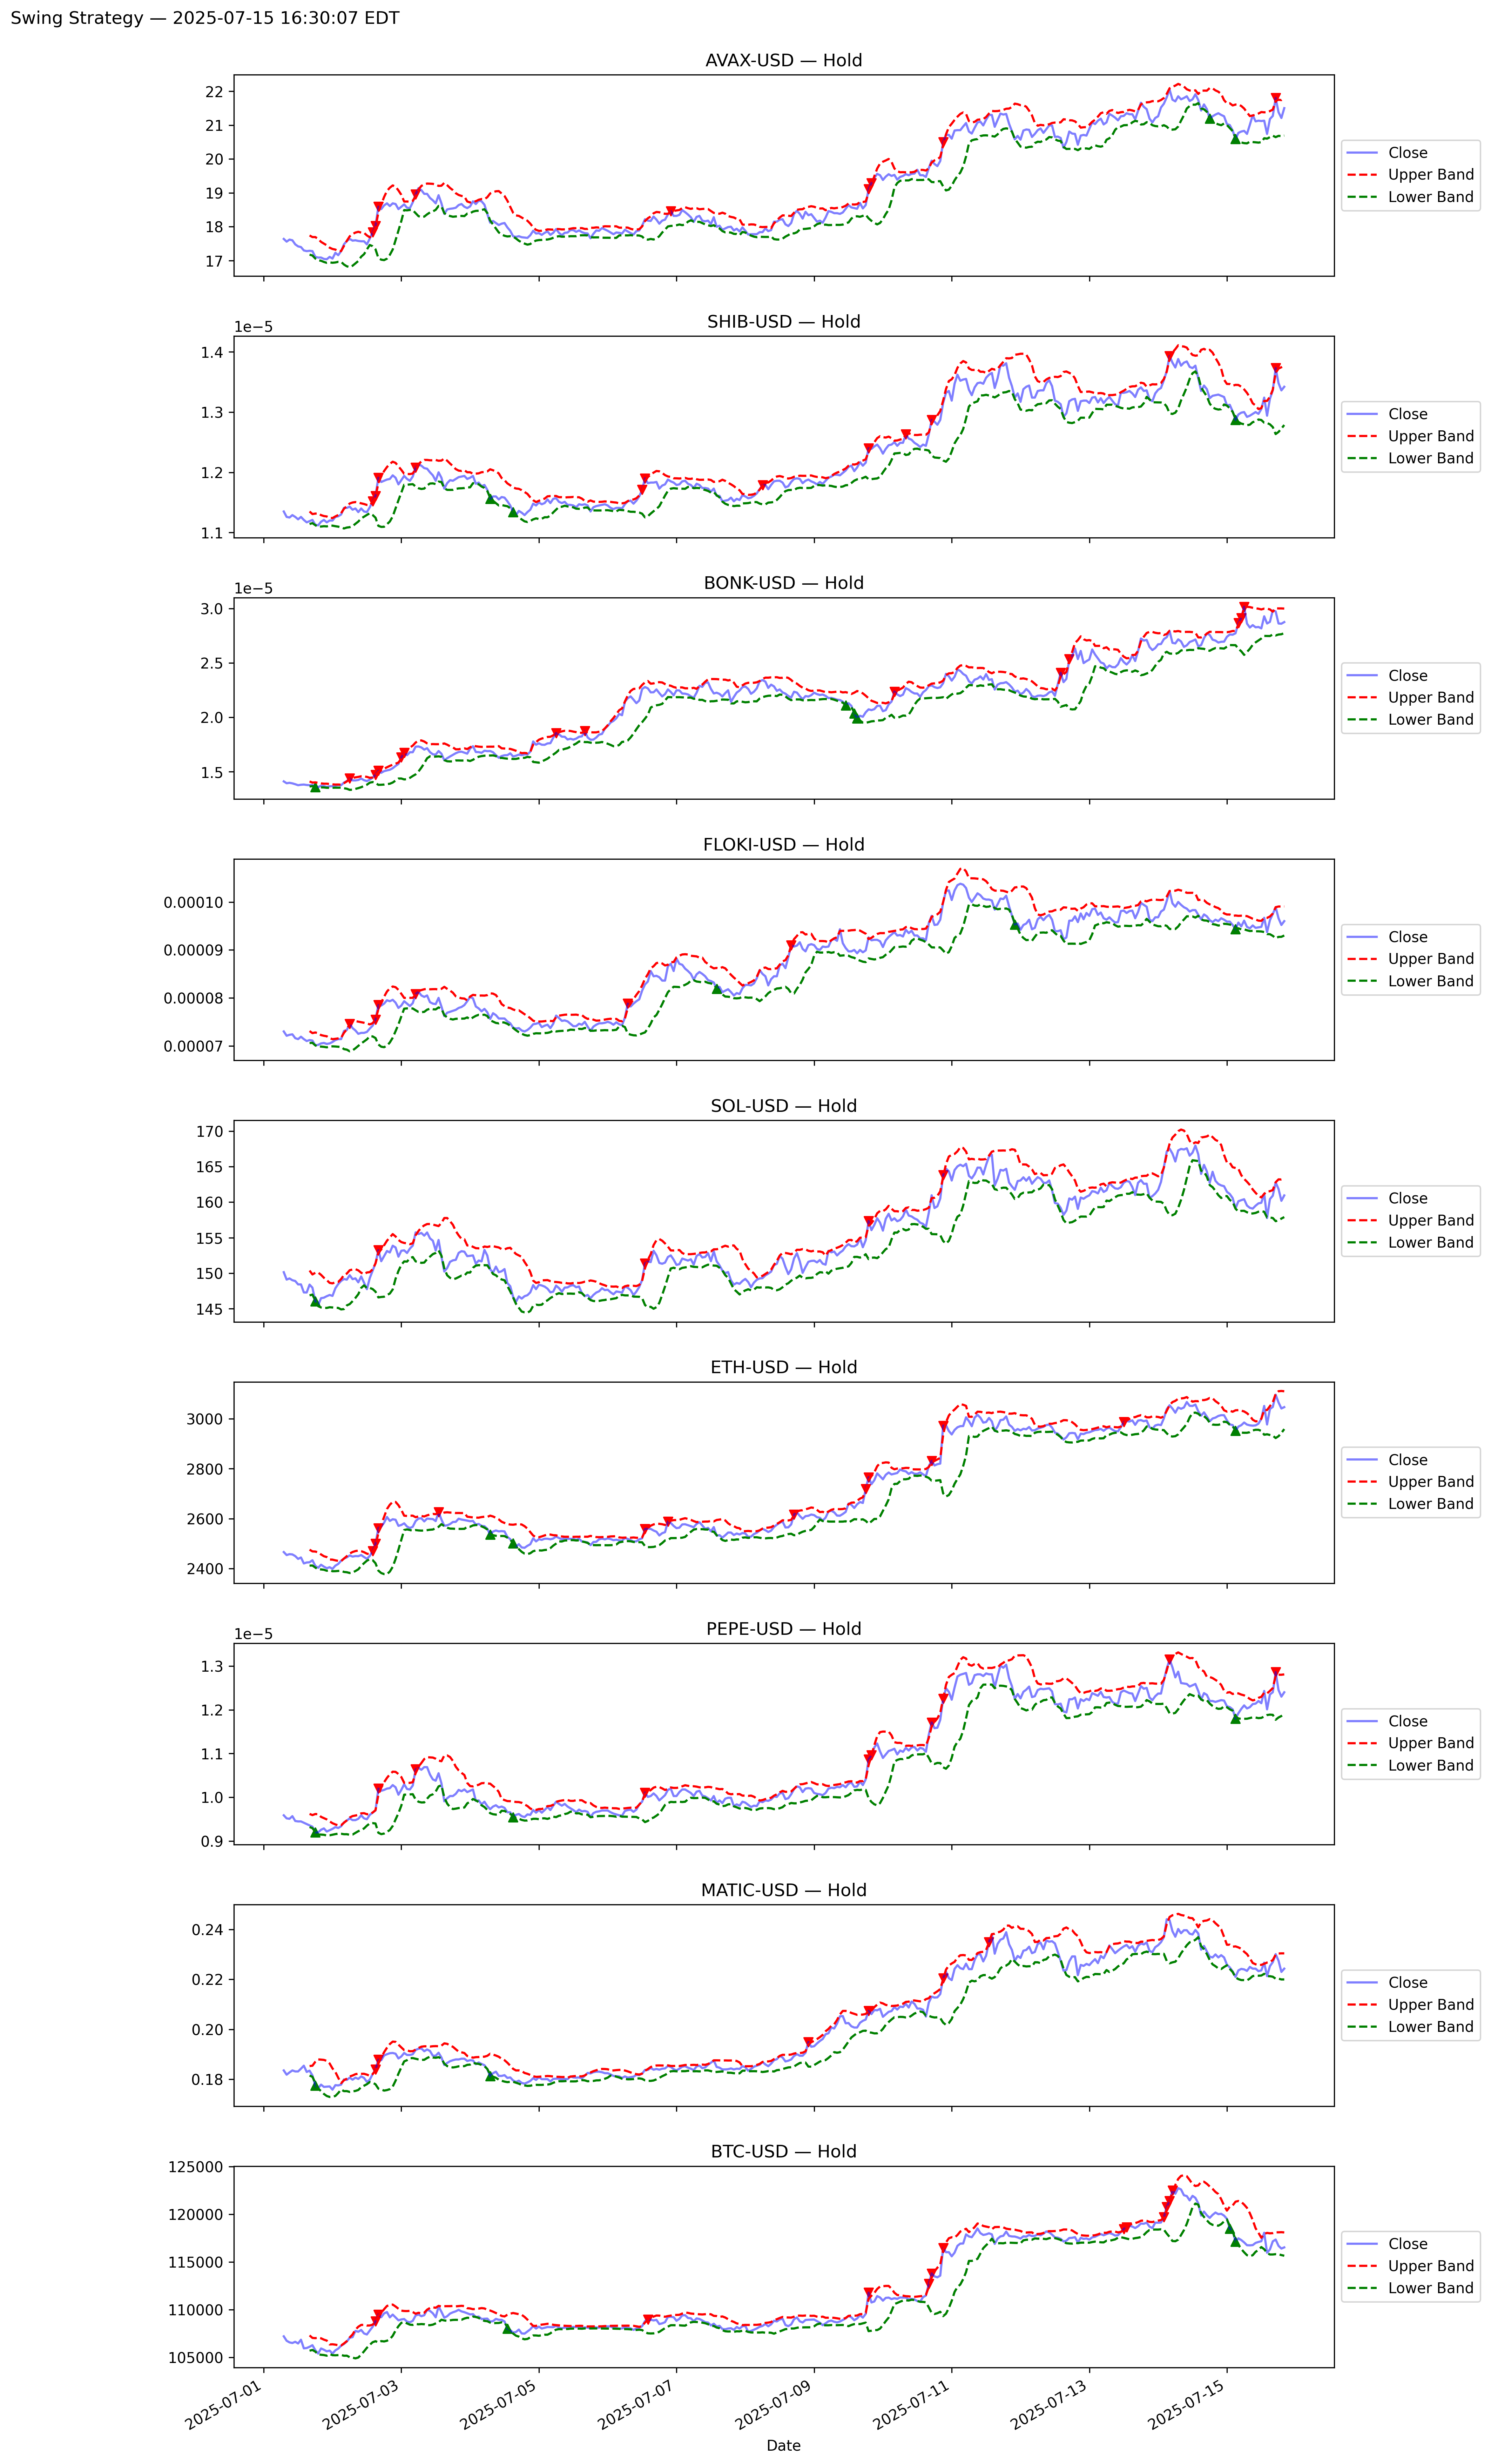 Swing Strategy — 2025-07-15 16:30:07 EDT
AVAX-USD — Hold
22
21
20
19
18
17
Close
Upper Band
Lower Band
SHIB-USD — Hold
1e−5
1.4
1.3
1.2
1.1
Close
Upper Band
Lower Band
BONK-USD — Hold
1e−5
3.0
2.5
2.0
1.5
Close
Upper Band
Lower Band
FLOKI-USD — Hold
0.00010
0.00009
0.00008
0.00007
Close
Upper Band
Lower Band
SOL-USD — Hold
170
165
160
155
150
145
Close
Upper Band
Lower Band
ETH-USD — Hold
3000
2800
2600
2400
Close
Upper Band
Lower Band
PEPE-USD — Hold
1e−5
1.3
1.2
1.1
1.0
0.9
Close
Upper Band
Lower Band
MATIC-USD — Hold
0.24
0.22
0.20
0.18
Close
Upper Band
Lower Band
BTC-USD — Hold
125000
120000
115000
110000
105000
Close
Upper Band
Lower Band
2025-07-01
2025-07-03
2025-07-05
2025-07-07
2025-07-09
2025-07-11
2025-07-13
2025-07-15
Date